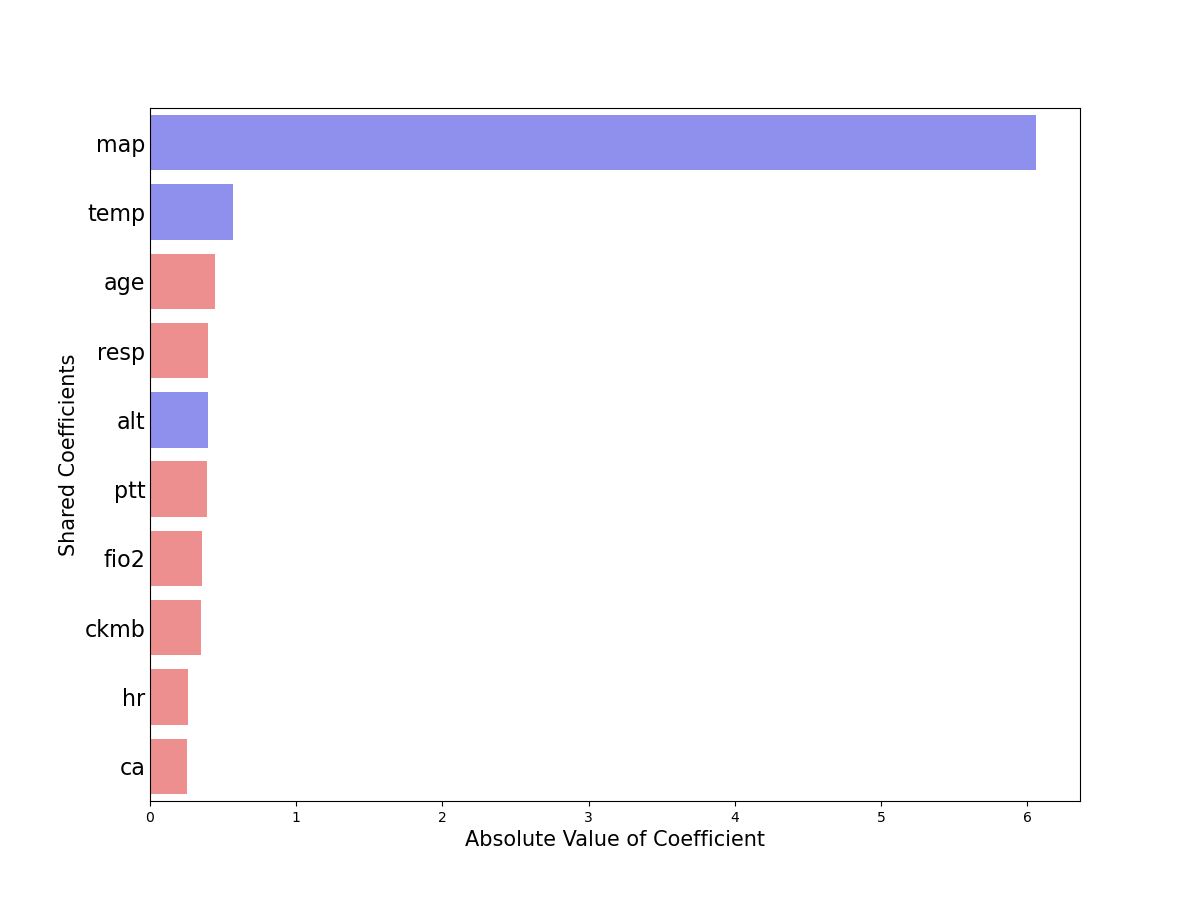 map
temp
age
resp
alt
ptt
fio2
ckmb
hr
ca
Shared Coefficients
0 1 2 3 4 5 6
Absolute Value of Coefficient